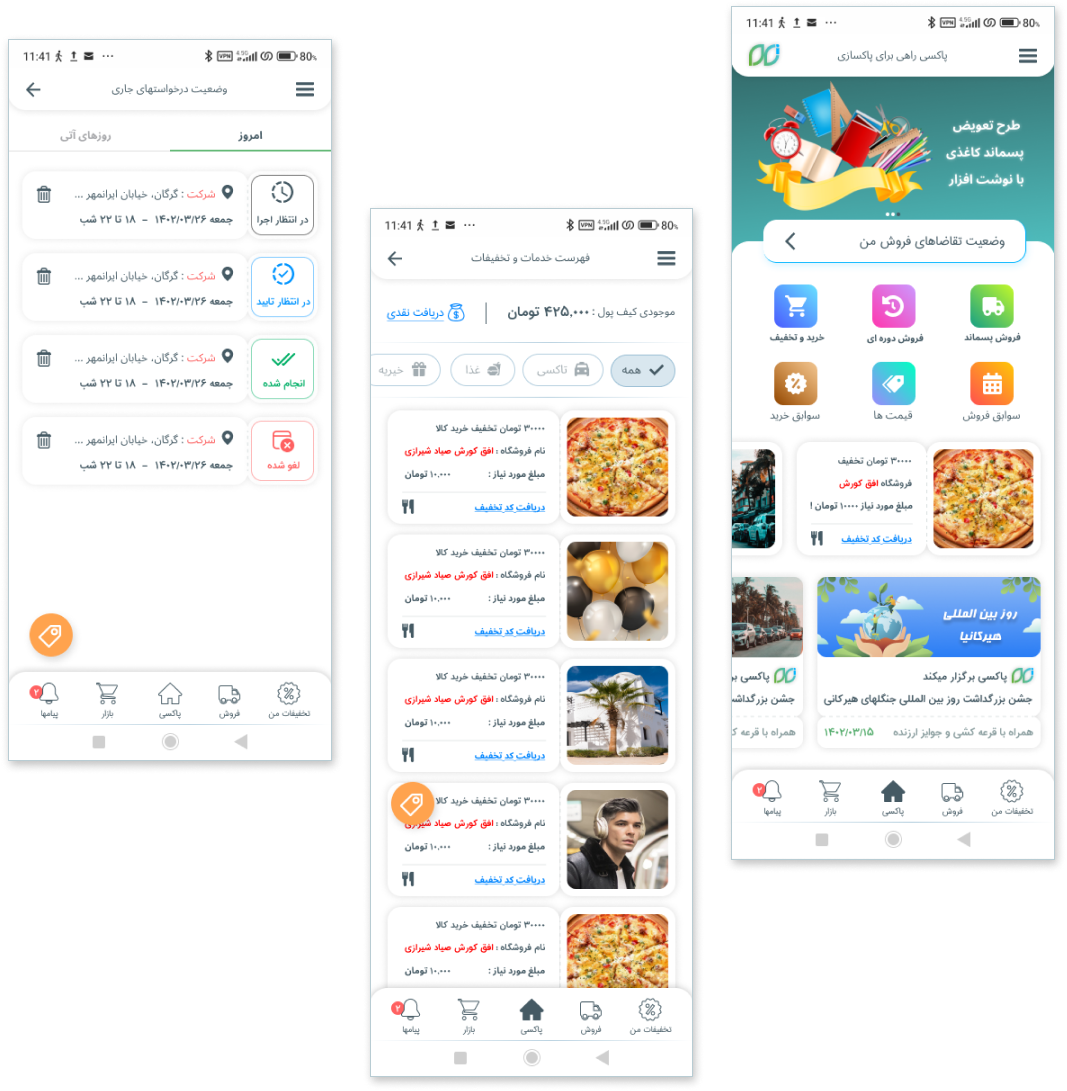 11:41
VPN
4.5G
80%
وضعیت درخواستهای جاری
امروز
روزهای آتی
در انتظار اجرا
شرکت : گرگان، خیابان ایرانمهر ...
جمعه ۱۴۰۲/۰۳/۲۶ - ۱۸ تا ۲۲ شب
در انتظار تایید
شرکت : گرگان، خیابان ایرانمهر ...
جمعه ۱۴۰۲/۰۳/۲۶ - ۱۸ تا ۲۲ شب
انجام شده
شرکت : گرگان، خیابان ایرانمهر ...
جمعه ۱۴۰۲/۰۳/۲۶ - ۱۸ تا ۲۲ شب
لغو شده
شرکت : گرگان، خیابان ایرانمهر ...
جمعه ۱۴۰۲/۰۳/۲۶ - ۱۸ تا ۲۲ شب
۲
تخفیفات من
فروش
پاکسی
بازار
پیامها
11:41
VPN
4.5G
80%
فهرست خدمات و تخفیفات
موجودی کیف پول : ۴۲۵,۰۰۰ تومان
دریافت نقدی
همه
تاکسی
غذا
خیریه
۳۰۰۰۰ تومان تخفیف خرید کالا
نام فروشگاه : افق کورش صیاد شیرازی
مبلغ مورد نیاز : ۱۰,۰۰۰ تومان
دریافت کد تخفیف
۳۰۰۰۰ تومان تخفیف خرید کالا
نام فروشگاه : افق کورش صیاد شیرازی
مبلغ مورد نیاز : ۱۰,۰۰۰ تومان
دریافت کد تخفیف
۳۰۰۰۰ تومان تخفیف خرید کالا
نام فروشگاه : افق کورش صیاد شیرازی
مبلغ مورد نیاز : ۱۰,۰۰۰ تومان
دریافت کد تخفیف
۳۰۰۰۰ تومان تخفیف خرید کالا
نام فروشگاه : افق کورش صیاد شیرازی
مبلغ مورد نیاز : ۱۰,۰۰۰ تومان
دریافت کد تخفیف
۳۰۰۰۰ تومان تخفیف خرید کالا
نام فروشگاه : افق کورش صیاد شیرازی
مبلغ مورد نیاز : ۱۰,۰۰۰ تومان
۲
تخفیفات من
فروش
پاکسی
بازار
پیامها
11:41
VPN
4.5G
80%
پاکسی راهی برای پاکسازی
طرح تعویض
پسماند کاغذی
با نوشت افزار
وضعیت تقاضاهای فروش من
فروش پسماند
فروش دوره ای
خرید و تخفیف
سوابق فروش
قیمت ها
سوابق خرید
۳۰۰۰۰ تومان تخفیف
فروشگاه افق کورش
مبلغ مورد نیاز ۱۰۰۰۰ تومان !
دریافت کد تخفیف
روز بین المللی
هیرکانیا
پاکسی برگزار میکند
جشن بزرگداشت روز بین المللی جنگلهای هیرکانی
همراه با قرعه کشی و جوایز ارزنده
۱۴۰۲/۰۳/۱۵
پاکسی بر
جشن بزرگداشت
همراه با قرعه ک
۲
تخفیفات من
فروش
پاکسی
بازار
پیامها